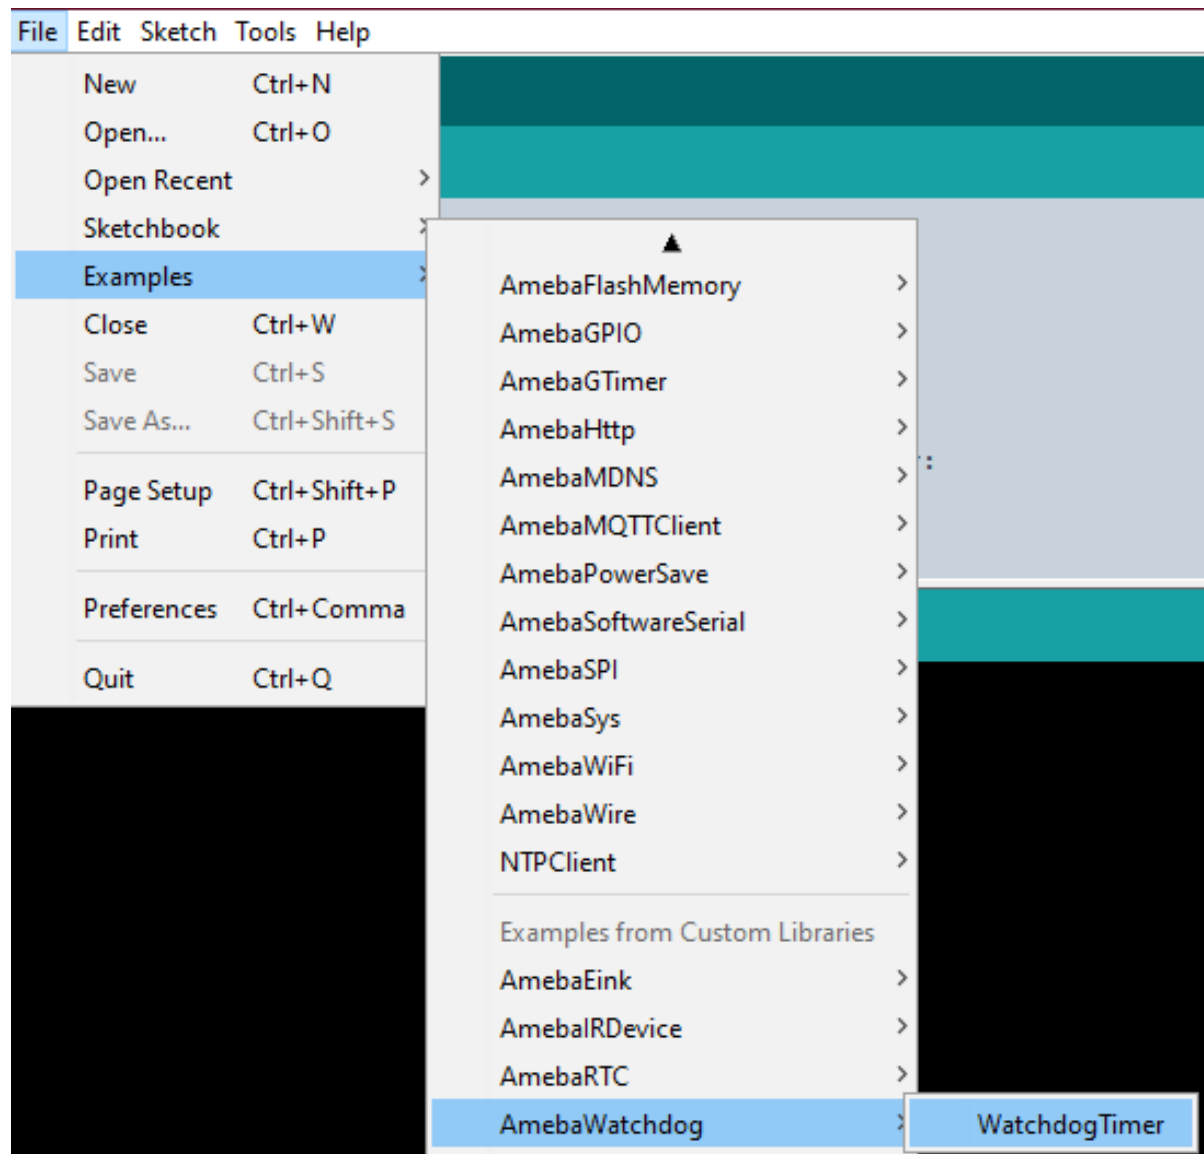 File Edit Sketch Tools Help
New Ctrl+N
Open... Ctrl+O
Open Recent
Sketchbook
Examples
Close Ctrl+W
Save Ctrl+S
Save As... Ctrl+Shift+S
Page Setup Ctrl+Shift+P
Print Ctrl+P
Preferences Ctrl+Comma
Quit Ctrl+Q
AmebaFlashMemory
AmebaGPIO
AmebaGTimer
AmebaHttp
AmebaMDNS
AmebaMQTTClient
AmebaPowerSave
AmebaSoftwareSerial
AmebaSPI
AmebaSys
AmebaWiFi
AmebaWire
NTPClient
Examples from Custom Libraries
AmebaEink
AmebaIRDevice
AmebaRTC
AmebaWatchdog
WatchdogTimer